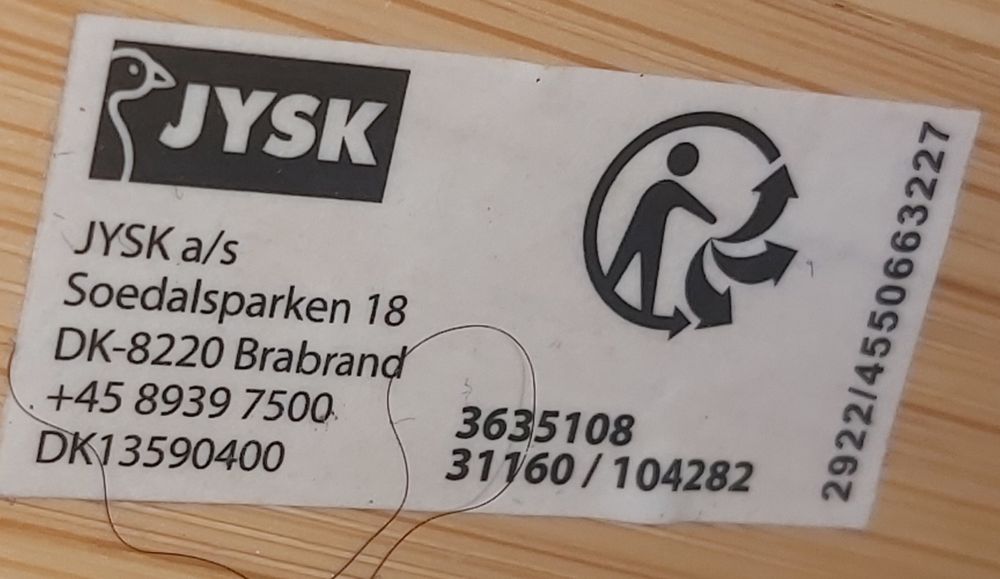 JYSK
JYSK a/s
Soedalsparken 18
DK-8220 Brabrand
+45 8939 7500
DK13590400
3635108
31160 / 104282
2922/4550663227